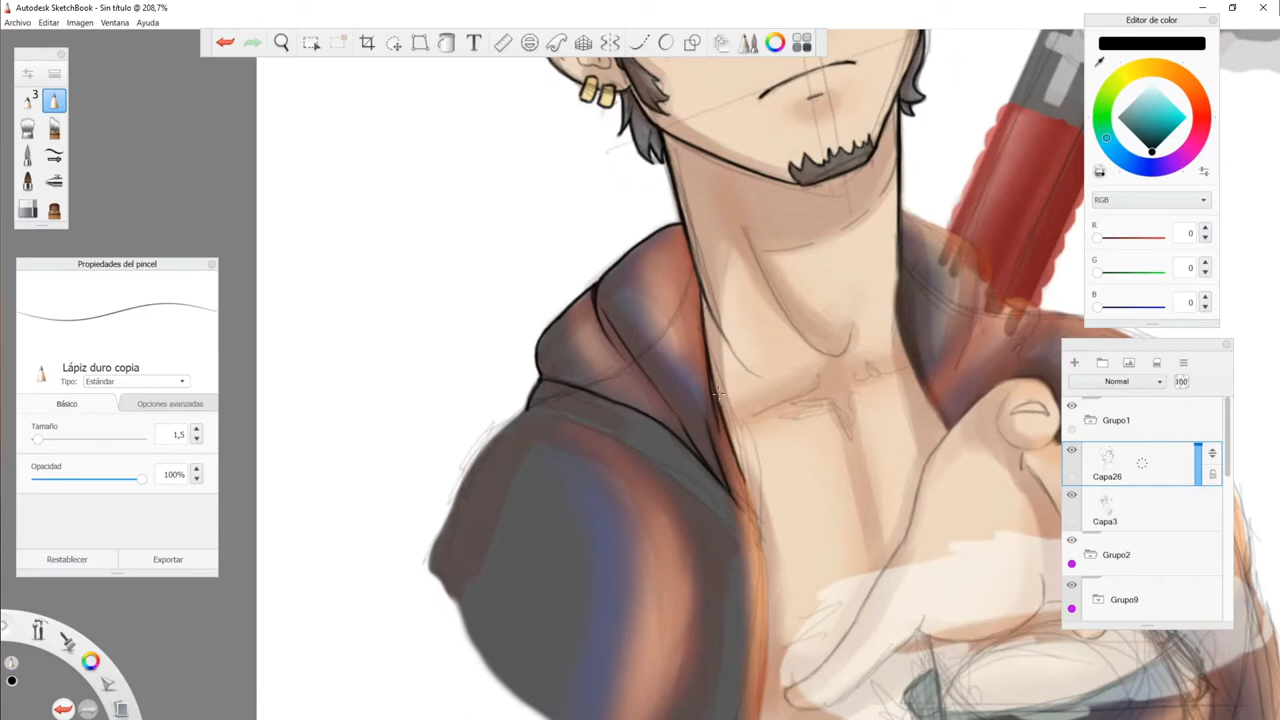 Autodesk SketchBook - Sin título @ 208,7%
Archivo Editar Imagen Ventana Ayuda
T
Editor de color
3
RGB
R 0
G 0
B 0
Propiedades del pincel
Lápiz duro copia
Tipo: Estándar
Básico Opciones avanzadas
Tamaño
1,5
Opacidad
100%
Restablecer Exportar
Normal 100
Grupo1
Capa26
Capa3
Grupo2
Grupo9